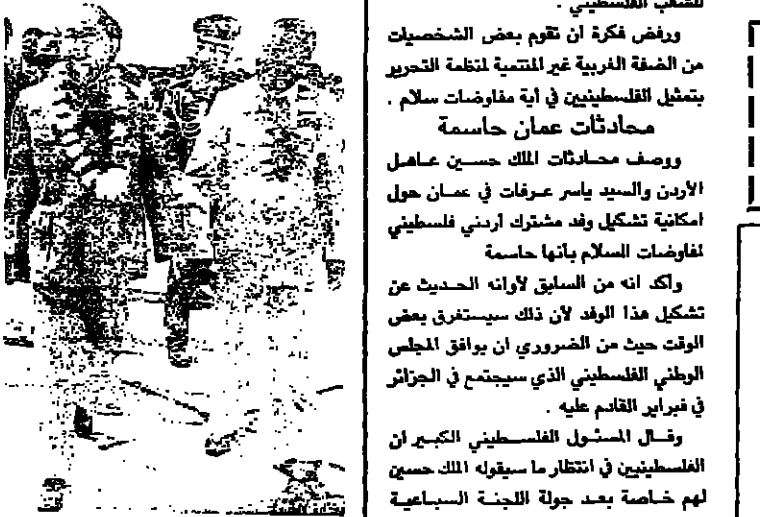 للشعب الفلسطيني .
ورفض فكرة ان تقوم بعض الشخصيات
من الضفة الغربية غير المنتمية لمنظمة التحرير
بتمثيل الفلسطينيين في أية مفاوضات سلام .
محادثات عمان حاسمة
ووصف محادثات الملك حسين عاهل
الأردن والسيد ياسر عرفات في عمان حول
امكانية تشكيل وفد مشترك أردني فلسطيني
لمفاوضات السلام بأنها حاسمة
وأكد انه من السابق لأوانه الحديث عن
تشكيل هذا الوفد لأن ذلك سيستغرق بعض
الوقت حيث من الضروري ان يوافق المجلس
الوطني الفلسطيني الذي سيجتمع في الجزائر
في فبراير القادم عليه .
وقال المسئول الفلسطيني الكبير ان
الفلسطينيين في انتظار ما سيقوله الملك حسين
لهم خاصة بعد جولة اللجنة السباعية